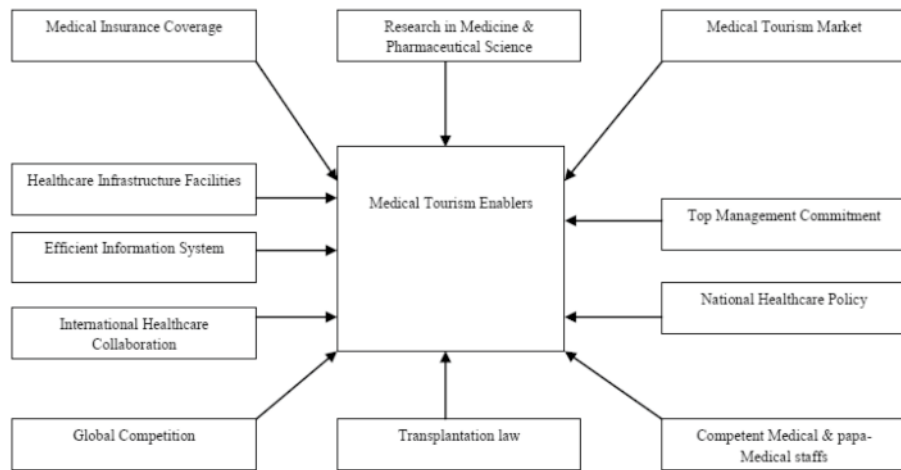 Medical Insurance Coverage
Research in Medicine &
Pharmaceutical Science
Medical Tourism Market
Healthcare Infrastructure Facilities
Medical Tourism Enablers
Top Management Commitment
Efficient Information System
National Healthcare Policy
International Healthcare
Collaboration
Global Competition
Transplantation law
Competent Medical & papa-
Medical staffs